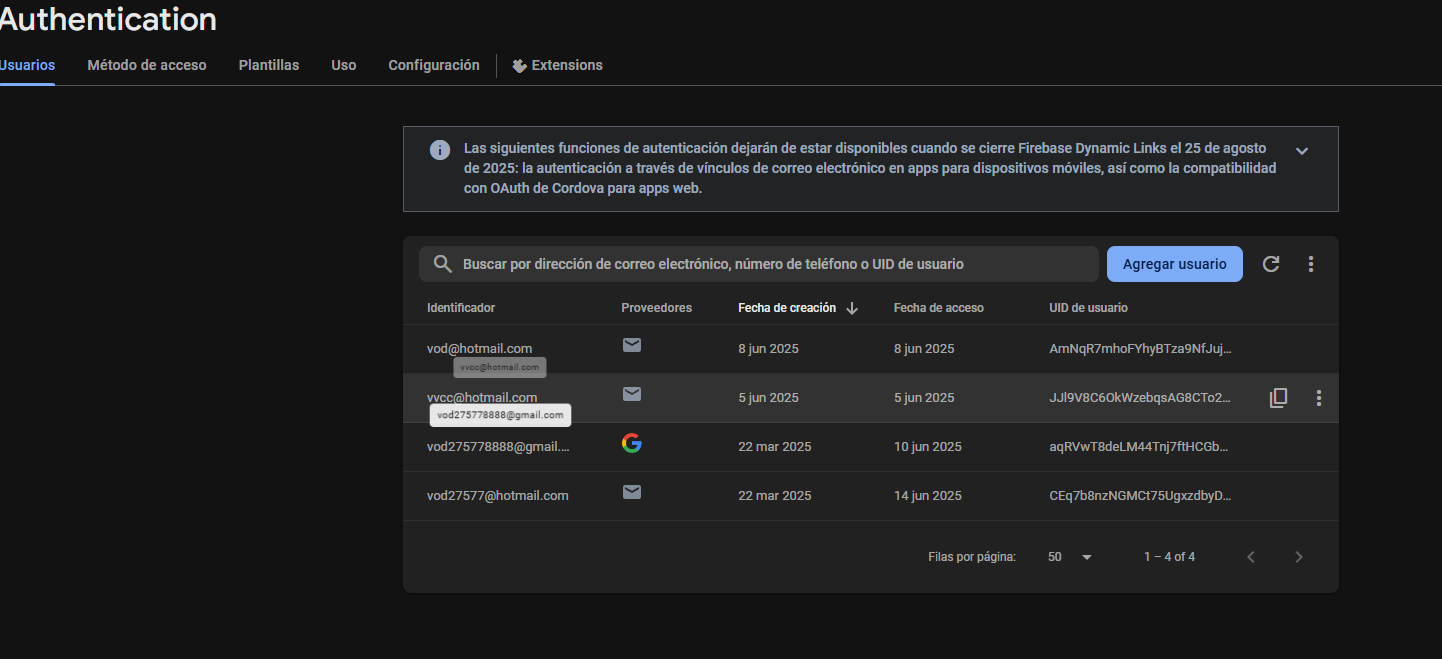 Authentication
Usuarios Método de acceso Plantillas Uso Configuración Extensions
Las siguientes funciones de autenticación dejarán de estar disponibles cuando se cierre Firebase Dynamic Links el 25 de agosto
de 2025: la autenticación a través de vínculos de correo electrónico en apps para dispositivos móviles, así como la compatibilidad
con OAuth de Cordova para apps web.
Buscar por dirección de correo electrónico, número de teléfono o UID de usuario Agregar usuario
Identificador Proveedores Fecha de creación Fecha de acceso UID de usuario
vod@hotmail.com 8 jun 2025 8 jun 2025 AmNqR7mhoFYhyBTza9NfJuj...
vvcc@hotmail.com
vvcc@hotmail.com 5 jun 2025 5 jun 2025 JJl9V8C6OkWzebqsAG8CTo2...
vod275778888@gmail.com
vod275778888@gmail.... 22 mar 2025 10 jun 2025 aqRVwT8deLM44Tnj7ftHCGb...
vod27577@hotmail.com 22 mar 2025 14 jun 2025 CEq7b8nzNGMCt75UgxzdbyD...
Filas por página: 50 1 – 4 of 4